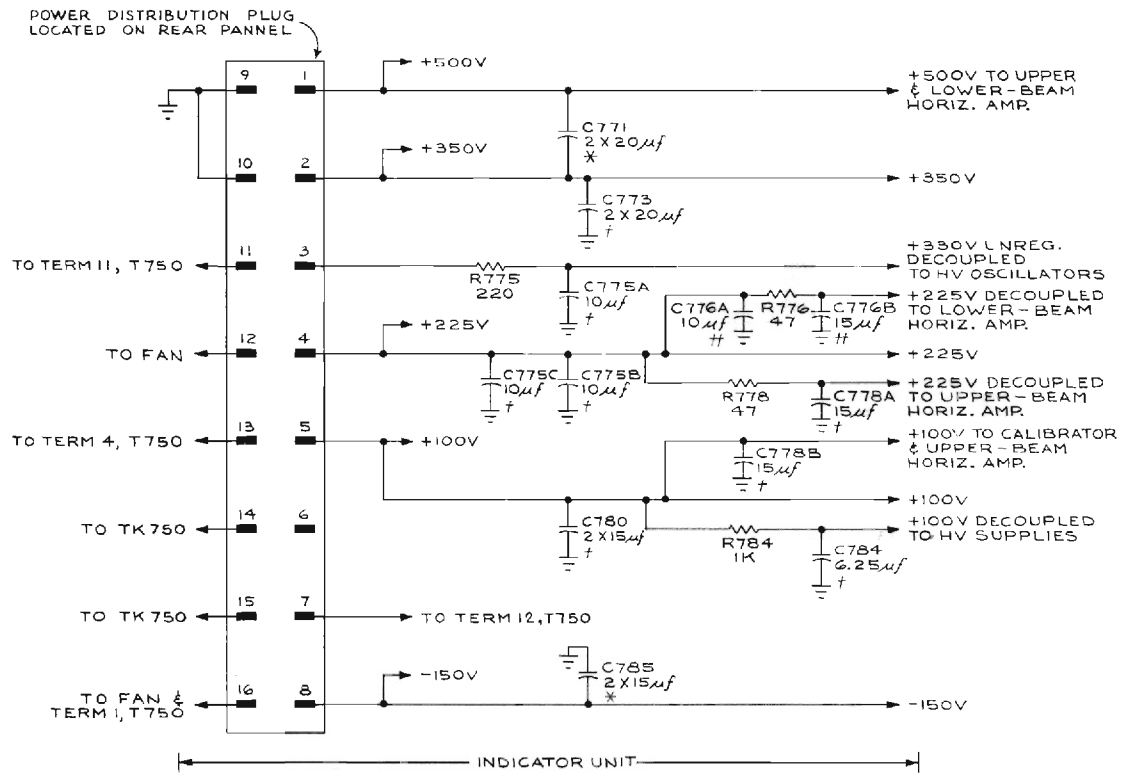 POWER DISTRIBUTION PLUG
LOCATED ON REAR PANNEL
9 1
+500V
+500V TO UPPER
& LOWER-BEAM
HORIZ. AMP.
C771
2 X 20µf
*
10 2
+350V
+350V
C773
2 X 20µf
†
TO TERM 11, T750
11 3
R775
220
C775A
10µf
†
+330V UNREG.
DECOUPLED
TO HV OSCILLATORS
C776A
10µf
††
R776
47
C776B
15µf
††
+225V DECOUPLED
TO LOWER-BEAM
HORIZ. AMP.
TO FAN
12 4
+225V
+225V
C775C
10µf
†
C775B
10µf
†
R778
47
C778A
15µf
†
+225V DECOUPLED
TO UPPER-BEAM
HORIZ. AMP.
TO TERM 4, T750
13 5
+100V
C778B
15µf
†
+100V TO CALIBRATOR
& UPPER-BEAM
HORIZ. AMP.
+100V
TO TK750
14 6
C780
2 X 15µf
†
R784
1K
C784
6.25µf
†
+100V DECOUPLED
TO HV SUPPLIES
TO TK750
15 7
TO TERM 12, T750
TO FAN &
TERM 1, T750
16 8
-150V
C785
2 X 15µf
*
-150V
INDICATOR UNIT